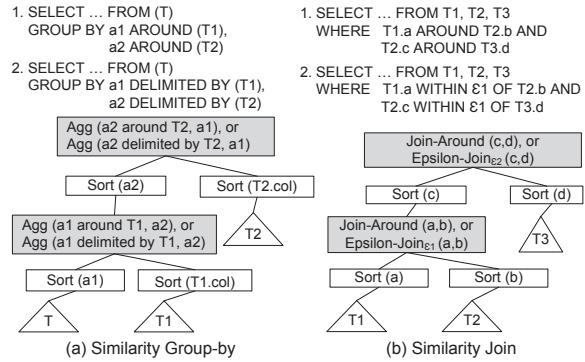 1. SELECT … FROM (T)
GROUP BY a1 AROUND (T1),
a2 AROUND (T2)
2. SELECT … FROM (T)
GROUP BY a1 DELIMITED BY (T1),
a2 DELIMITED BY (T2)
Agg (a2 around T2, a1), or
Agg (a2 delimited by T2, a1)
Sort (a2)
Sort (T2.col)
Agg (a1 around T1, a2), or
Agg (a1 delimited by T1, a2)
T2
Sort (a1)
Sort (T1.col)
T
T1
(a) Similarity Group-by
1. SELECT … FROM T1, T2, T3
WHERE T1.a AROUND T2.b AND
T2.c AROUND T3.d
2. SELECT … FROM T1, T2, T3
WHERE T1.a WITHIN Ɛ1 OF T2.b AND
T2.c WITHIN Ɛ1 OF T3.d
Join-Around (c,d), or
Epsilon-JoinƐ2 (c,d)
Sort (c)
Sort (d)
Join-Around (a,b), or
Epsilon-JoinƐ1 (a,b)
T3
Sort (a)
Sort (b)
T1
T2
(b) Similarity Join